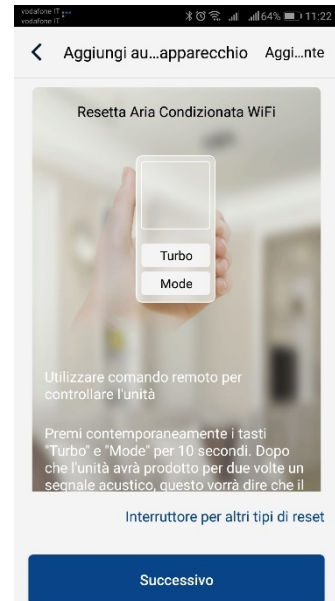 vodafone IT
vodafone IT
64% 11:22
Aggiungi au...apparecchio Aggi...nte
Resetta Aria Condizionata WiFi
Turbo
Mode
Utilizzare comando remoto per
controllare l'unità
Premi contemporaneamente i tasti
"Turbo" e "Mode" per 10 secondi. Dopo
che l'unità avrà prodotto per due volte un
segnale acustico, questo vorrà dire che il
Interruttore per altri tipi di reset
Successivo